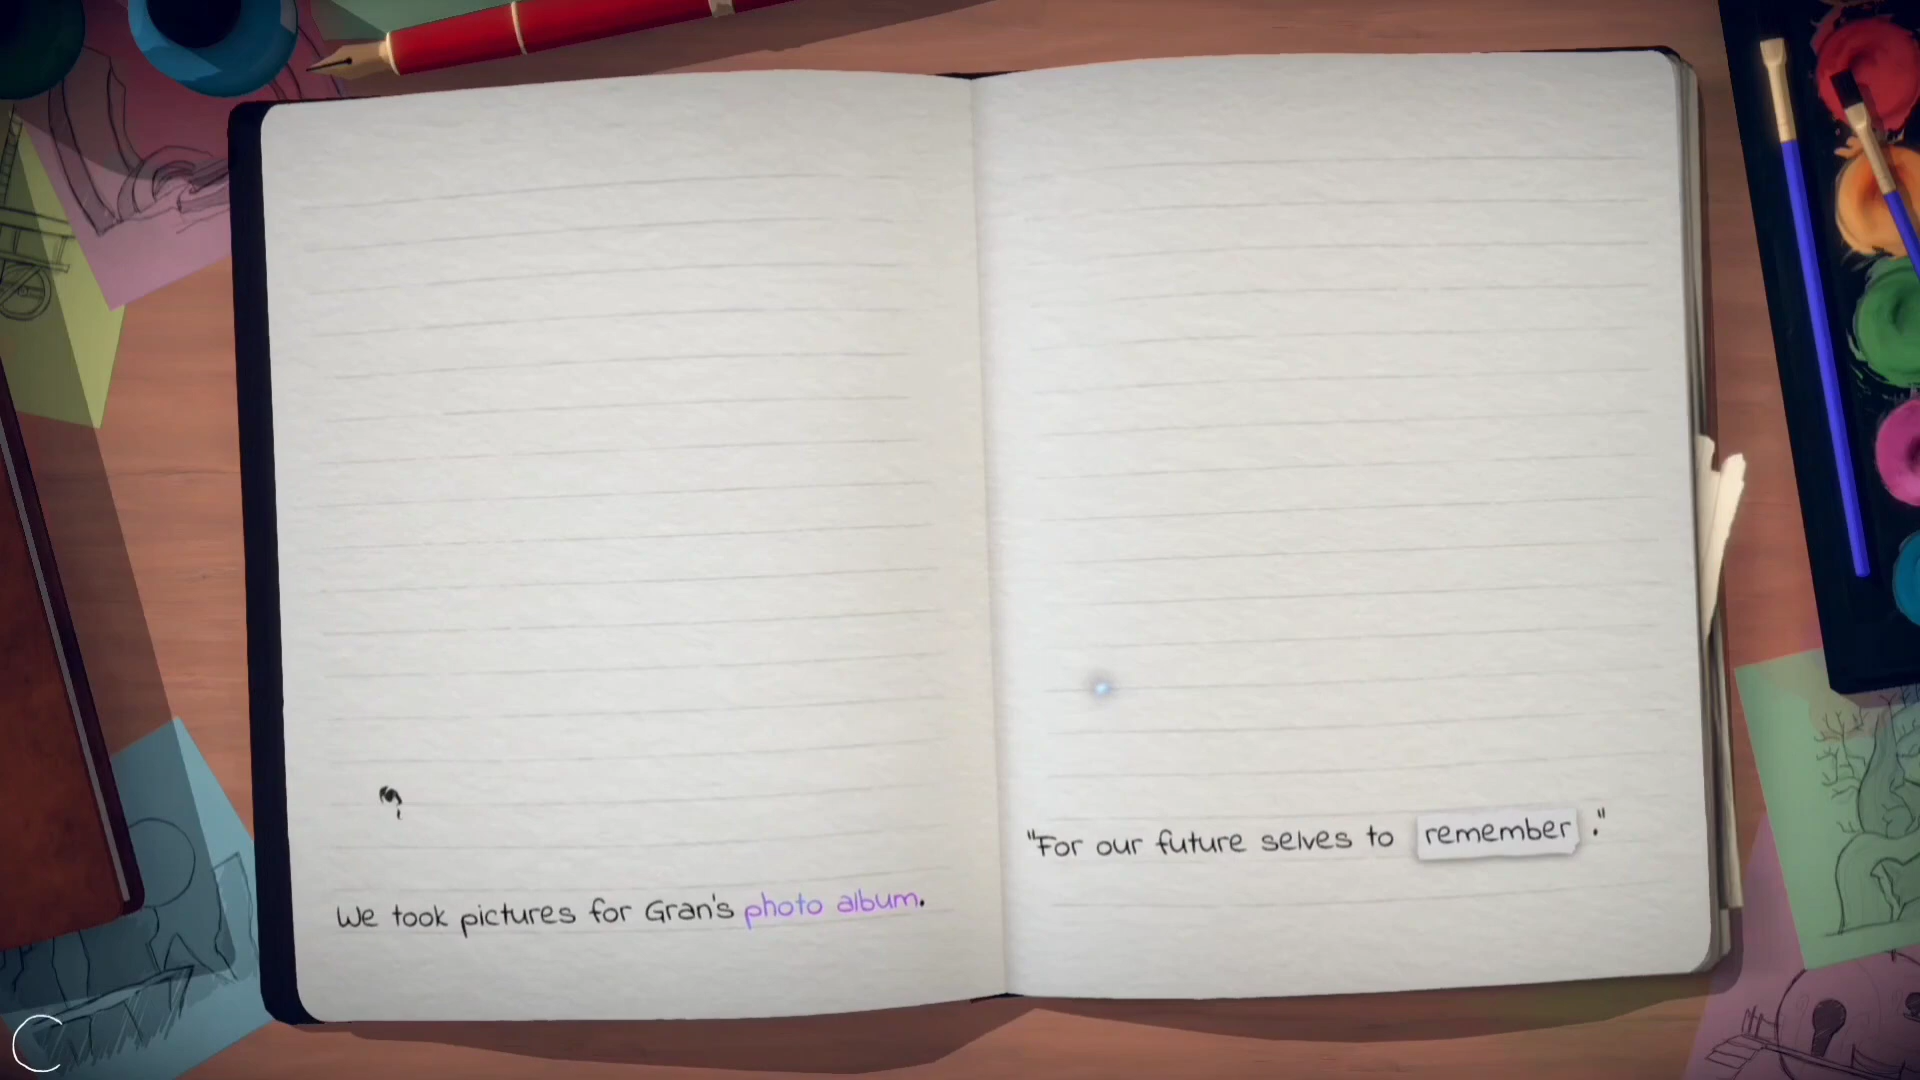 We took pictures for Gran's photo album.
"For our future selves to remember ."